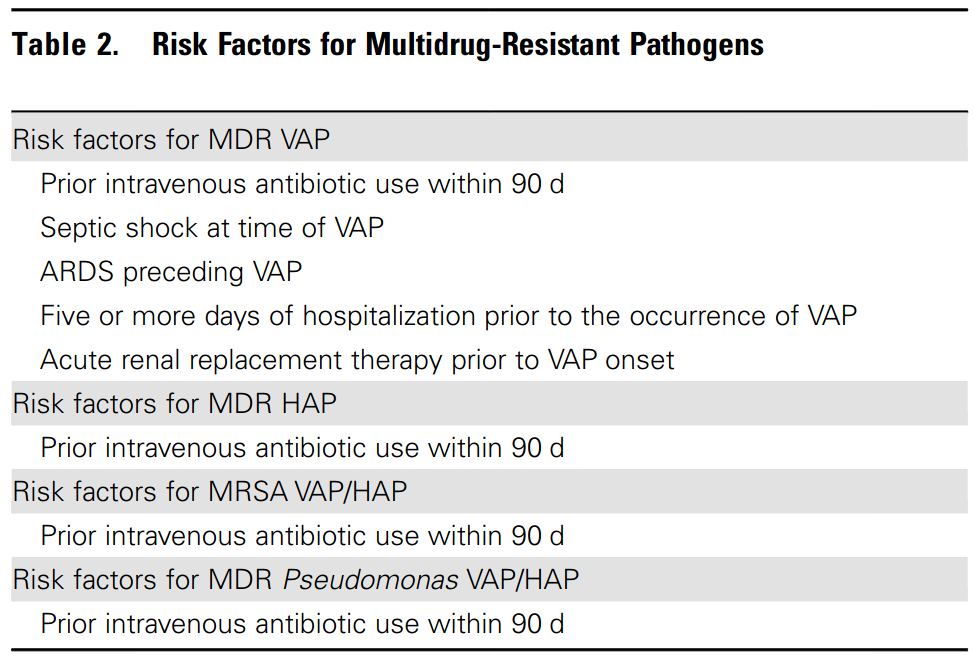 Table 2. Risk Factors for Multidrug-Resistant Pathogens
Risk factors for MDR VAP
Prior intravenous antibiotic use within 90 d
Septic shock at time of VAP
ARDS preceding VAP
Five or more days of hospitalization prior to the occurrence of VAP
Acute renal replacement therapy prior to VAP onset
Risk factors for MDR HAP
Prior intravenous antibiotic use within 90 d
Risk factors for MRSA VAP/HAP
Prior intravenous antibiotic use within 90 d
Risk factors for MDR Pseudomonas VAP/HAP
Prior intravenous antibiotic use within 90 d